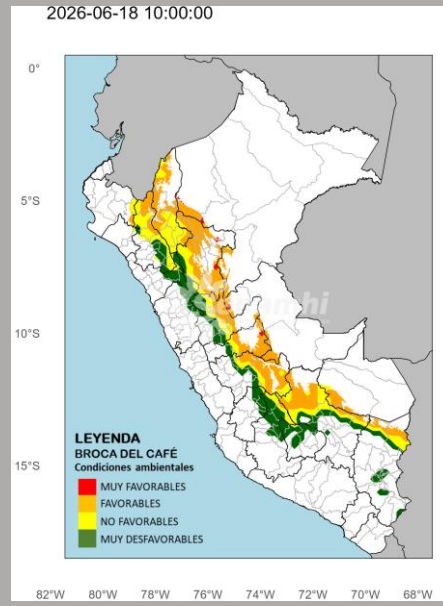 2026-06-18 10:00:00
0°
5°S
10°S
15°S
senamhi
LEYENDA
BROCA DEL CAFÉ
Condiciones ambientales
MUY FAVORABLES
FAVORABLES
NO FAVORABLES
MUY DESFAVORABLES
82°W 80°W 78°W 76°W 74°W 72°W 70°W 68°W